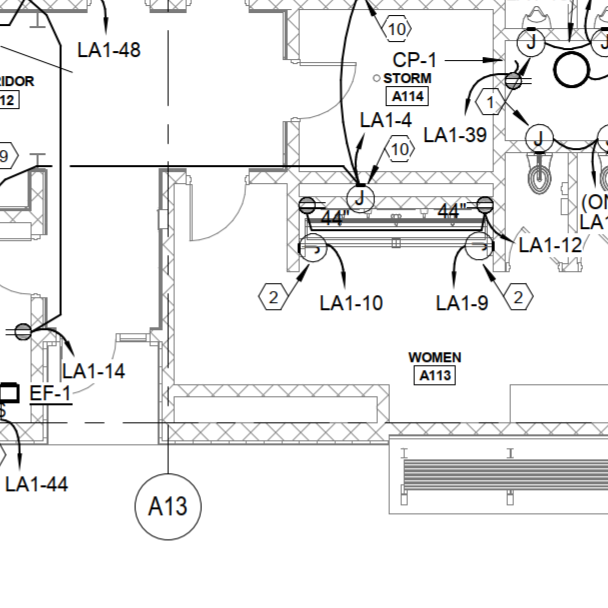 10
LA1-48
CP-1
J
J
RIDOR
12
STORM
A114
1
LA1-4
LA1-39
10
9
J
J
(ON
LA
44"
44"
LA1-12
2
LA1-10
LA1-9
2
WOMEN
A113
LA1-14
EF-1
S
LA1-44
A13